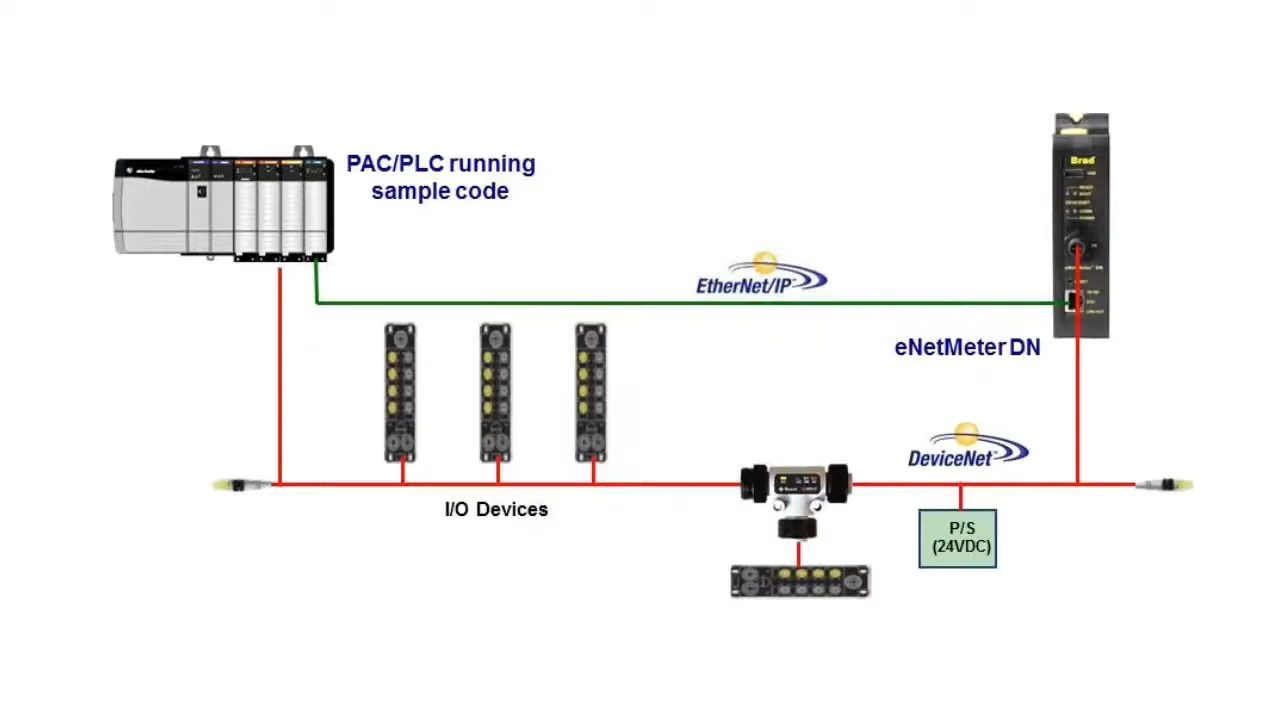 PAC/PLC running
sample code
Brad
EtherNet/IP
eNetMeter DN
DeviceNet
I/O Devices
P/S
(24VDC)